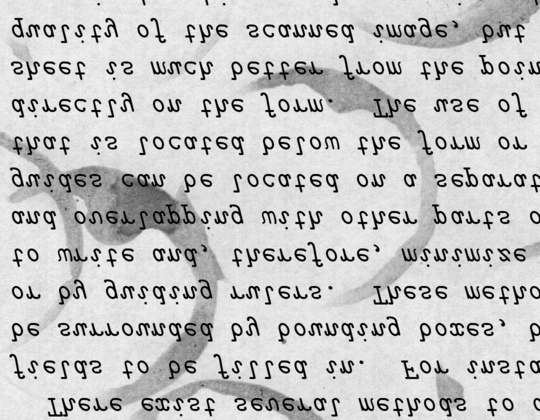 There exist several methods to d
fields to be filled in. For insta
be surrounded by bounding boxes, b
or by guiding rulers. These metho
to write and, therefore, minimize
and overlapping with other parts o
guides can be located on a separat
that is located below the form or
directly on the form. The use of
sheet is much better from the poin
quality of the scanned image, but